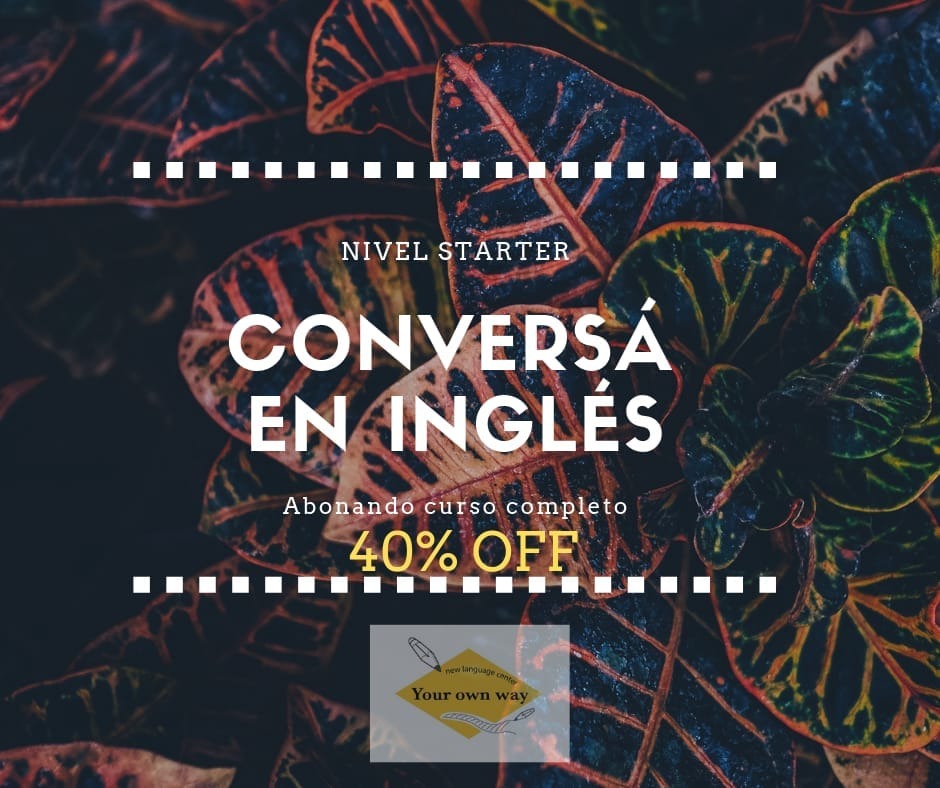 NIVEL STARTER
CONVERSÁ
EN INGLÉS
Abonando curso completo
40% OFF
new language center
Your own way